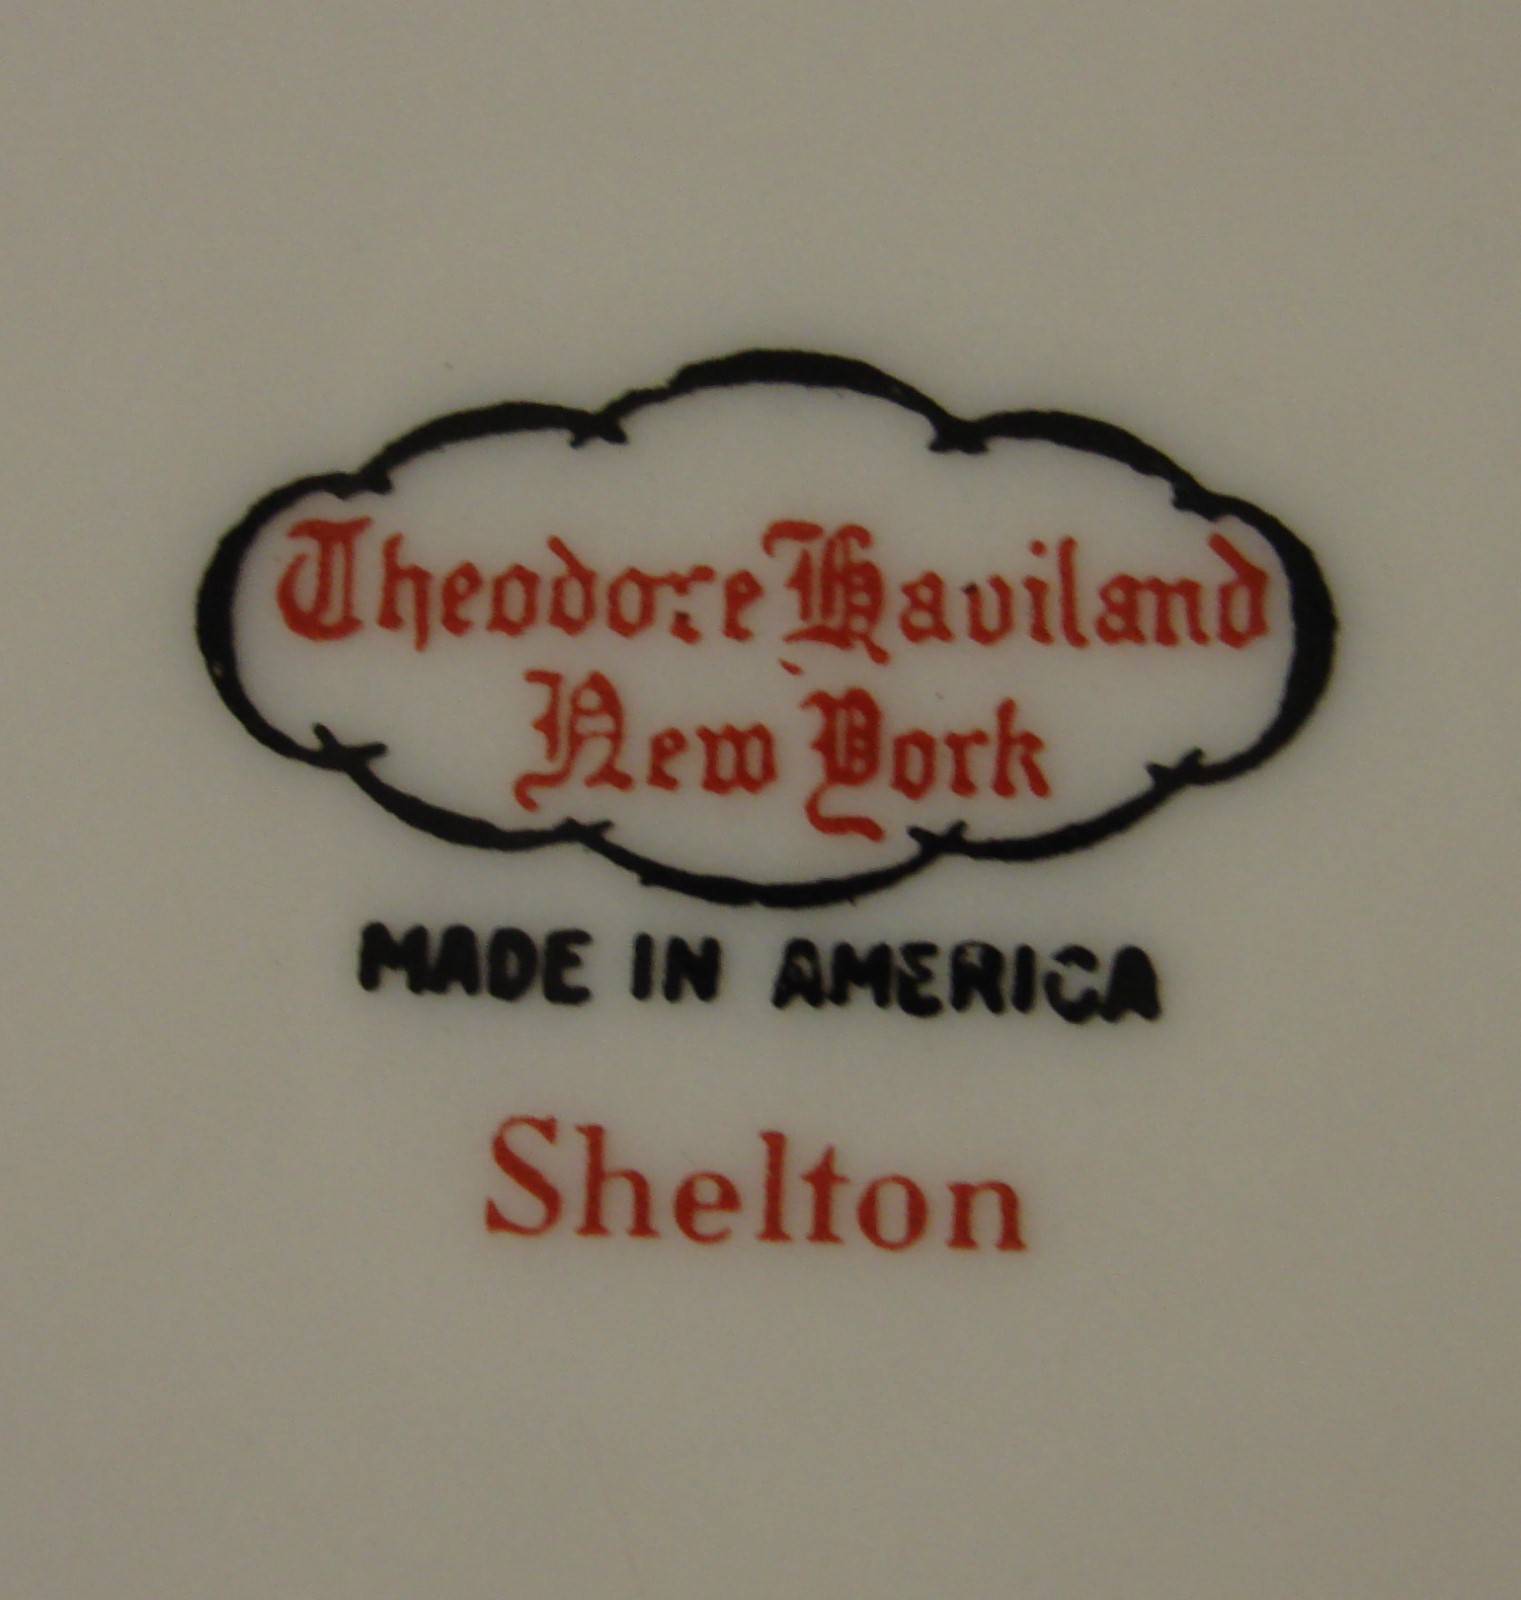 Theodore Haviland
New York
MADE IN AMERICA
Shelton